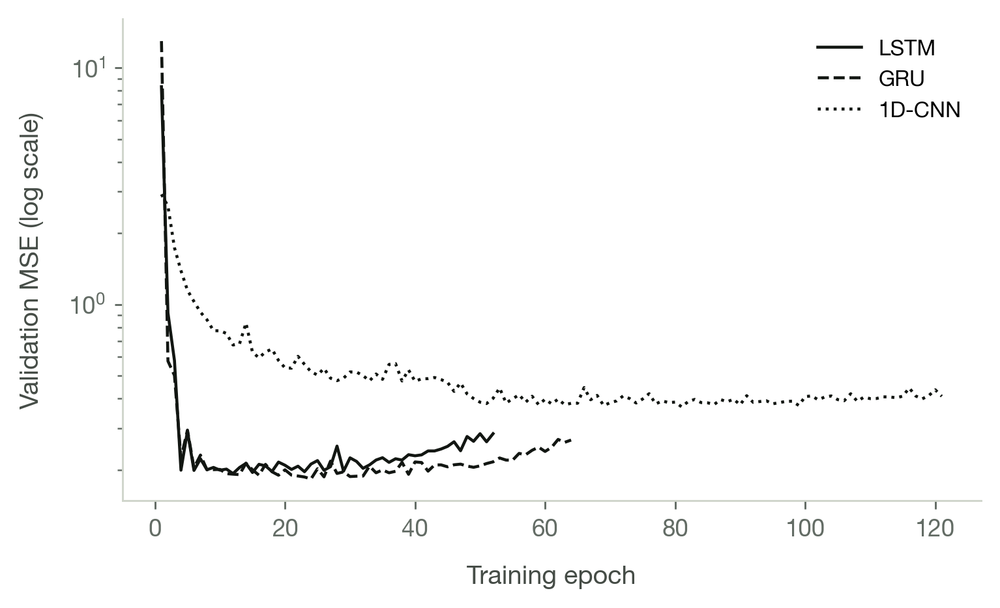 LSTM
GRU
1D-CNN
10¹
10⁰
Validation MSE (log scale)
0 20 40 60 80 100 120
Training epoch